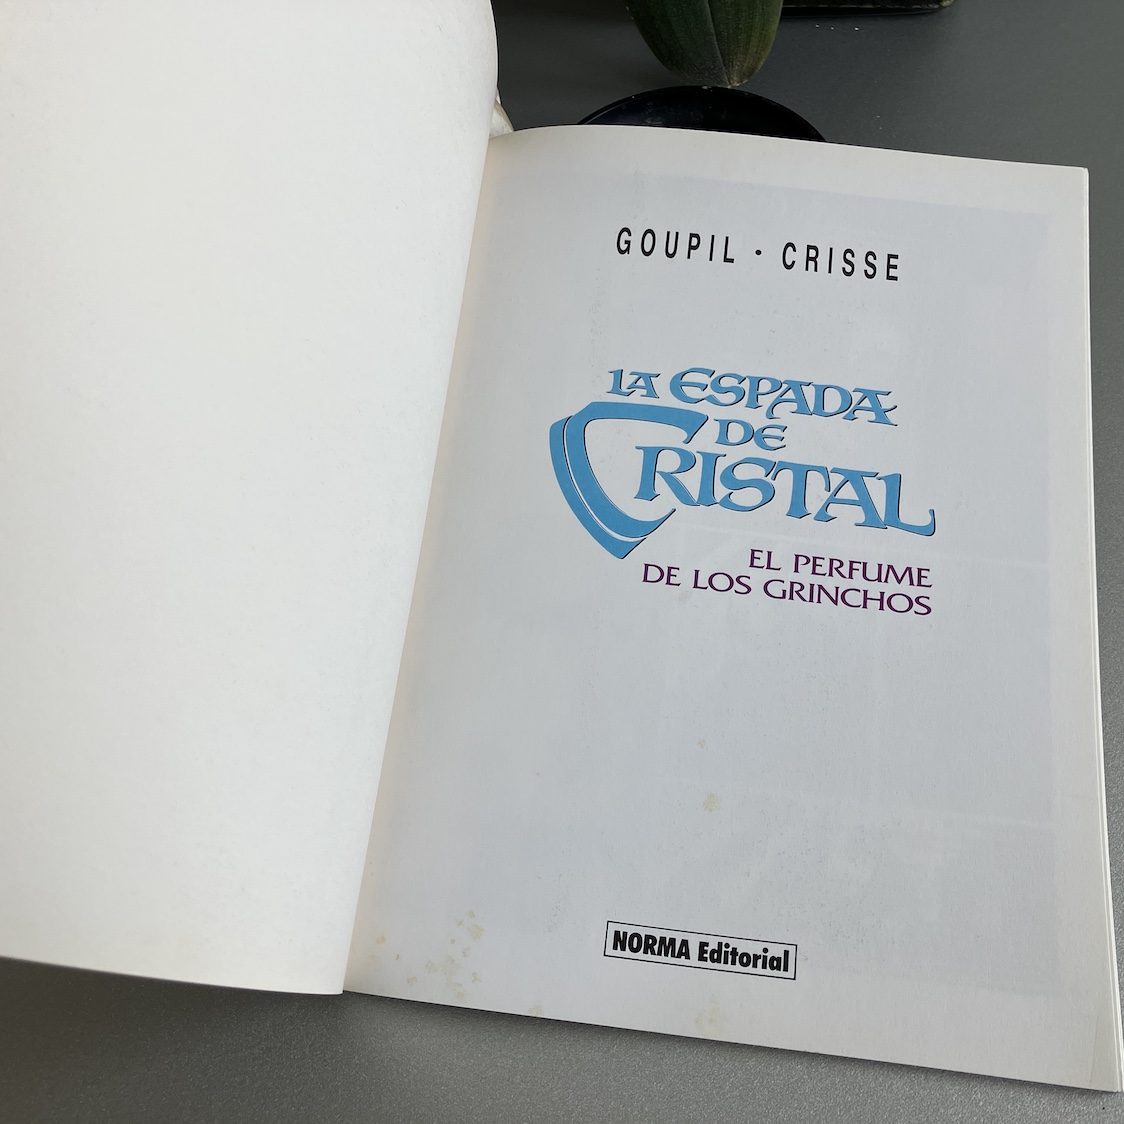 GOUPIL · CRISSE
LA ESPADA
DE
CRISTAL
EL PERFUME
DE LOS GRINCHOS
NORMA Editorial